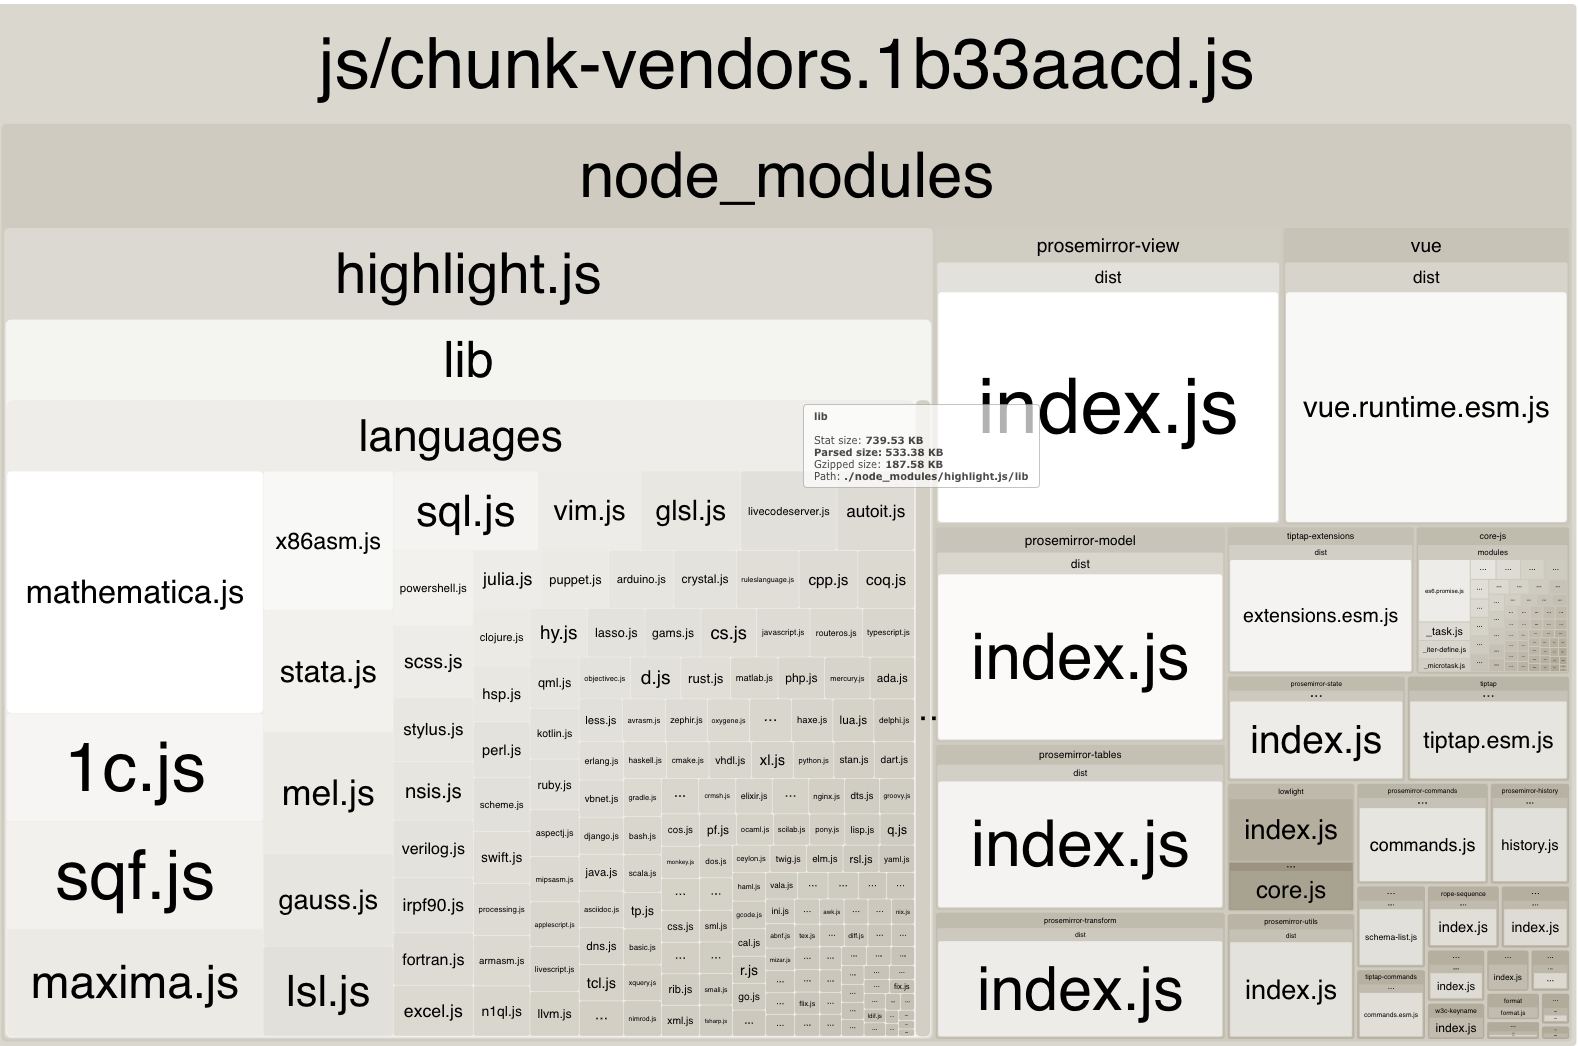 js/chunk-vendors.1b33aacd.js
node_modules
highlight.js
prosemirror-view
vue
lib
dist
dist
languages
index.js
vue.runtime.esm.js
lib
Stat size: 739.53 KB
Parsed size: 533.38 KB
Gzipped size: 187.58 KB
Path: ./node_modules/highlight.js/lib
mathematica.js
1c.js
sqf.js
maxima.js
x86asm.js
stata.js
mel.js
gauss.js
lsl.js
sql.js
vim.js
glsl.js
livecodeserver.js
autoit.js
powershell.js
scss.js
stylus.js
nsis.js
verilog.js
irpf90.js
fortran.js
excel.js
julia.js
puppet.js
arduino.js
crystal.js
ruleslanguage.js
cpp.js
coq.js
clojure.js
hsp.js
perl.js
scheme.js
swift.js
processing.js
armasm.js
n1ql.js
hy.js
lasso.js
gams.js
cs.js
javascript.js
routeros.js
typescript.js
qml.js
kotlin.js
ruby.js
aspectj.js
mipsasm.js
applescript.js
livescript.js
llvm.js
objectivec.js
d.js
rust.js
matlab.js
php.js
mercury.js
ada.js
less.js
avrasm.js
zephir.js
oxygene.js
...
haxe.js
lua.js
delphi.js
erlang.js
haskell.js
cmake.js
vhdl.js
xl.js
python.js
stan.js
dart.js
vbnet.js
gradle.js
...
crmsh.js
elixir.js
...
nginx.js
dts.js
groovy.js
django.js
bash.js
cos.js
pf.js
ocaml.js
scilab.js
pony.js
lisp.js
q.js
java.js
scala.js
monkey.js
dos.js
ceylon.js
twig.js
elm.js
rsl.js
yaml.js
asciidoc.js
tp.js
...
...
haml.js
vala.js
...
...
...
...
dns.js
basic.js
css.js
sml.js
gcode.js
ini.js
...
awk.js
...
...
nix.js
tcl.js
xquery.js
...
...
cal.js
abnf.js
tex.js
...
diff.js
...
...
...
nimrod.js
rib.js
smali.js
r.js
mizar.js
xml.js
fsharp.js
go.js
flix.js
fix.js
ldif.js
...
prosemirror-model
dist
index.js
prosemirror-tables
dist
index.js
prosemirror-transform
dist
index.js
tiptap-extensions
dist
extensions.esm.js
core-js
modules
es6.promise.js
_task.js
_iter-define.js
_microtask.js
prosemirror-state
...
index.js
tiptap
...
tiptap.esm.js
lowlight
index.js
...
core.js
prosemirror-commands
...
commands.js
prosemirror-history
...
history.js
prosemirror-utils
dist
index.js
...
...
schema-list.js
rope-sequence
...
index.js
...
...
index.js
tiptap-commands
...
commands.esm.js
...
...
index.js
...
index.js
...
...
w3c-keyname
index.js
format
format.js